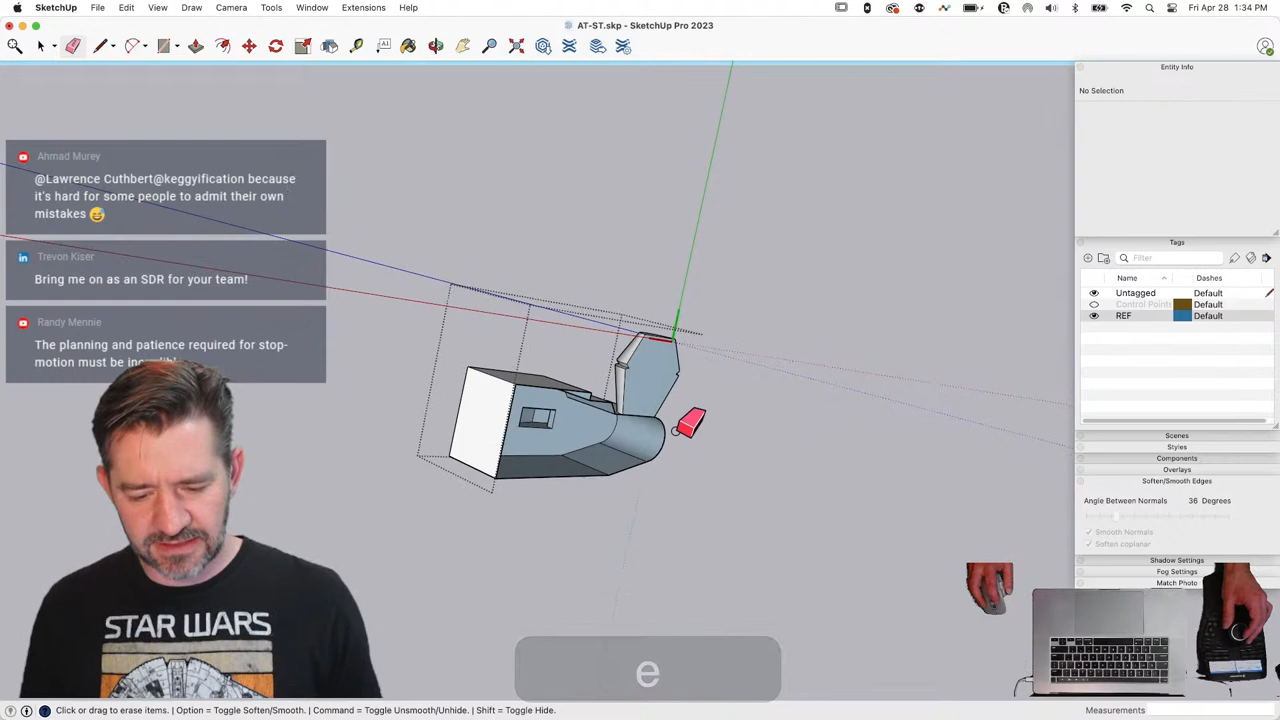 SketchUp File Edit View Draw Camera Tools Window Extensions Help
Fri Apr 28 1:34 PM
AT-ST.skp - SketchUp Pro 2023
Entity Info
No Selection
Ahmad Murey
@Lawrence Cuthbert@keggyification because
it's hard for some people to admit their own
mistakes 😅
Trevon Kiser
Bring me on as an SDR for your team!
Randy Mennie
The planning and patience required for stop-
motion must be
Tags
Filter
Name Dashes
Untagged Default
Control Points Default
REF Default
Scenes
Styles
Components
Overlays
Soften/Smooth Edges
Angle Between Normals 36 Degrees
Smooth Normals
Soften coplanar
Shadow Settings
Fog Settings
Match Photo
STAR WARS
e
Click or drag to erase items. | Option = Toggle Soften/Smooth. | Command = Toggle Unsmooth/Unhide. | Shift = Toggle Hide.
Measurements